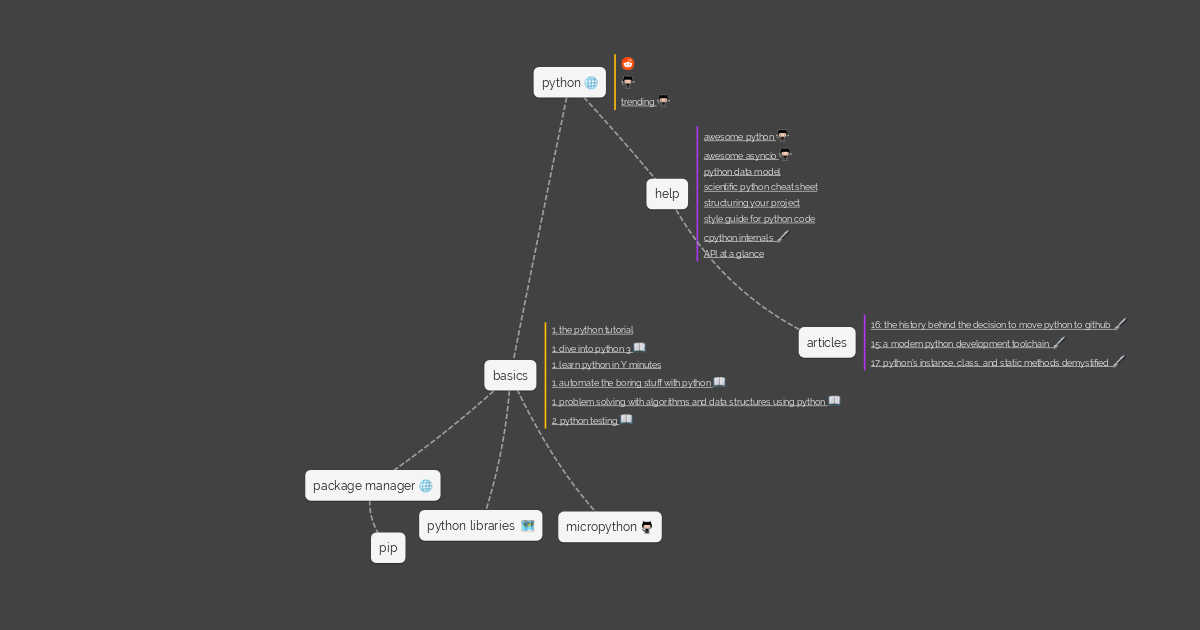 python
trending
awesome python
awesome asyncio
python data model
scientific python cheat sheet
structuring your project
style guide for python code
cpython internals
API at a glance
help
articles
16: the history behind the decision to move python to github
15: a modern python development toolchain
17: python's instance, class, and static methods demystified
basics
1. the python tutorial
1. dive into python 3
1. learn python in Y minutes
1. automate the boring stuff with python
1. problem solving with algorithms and data structures using python
2. python testing
package manager
python libraries
micropython
pip